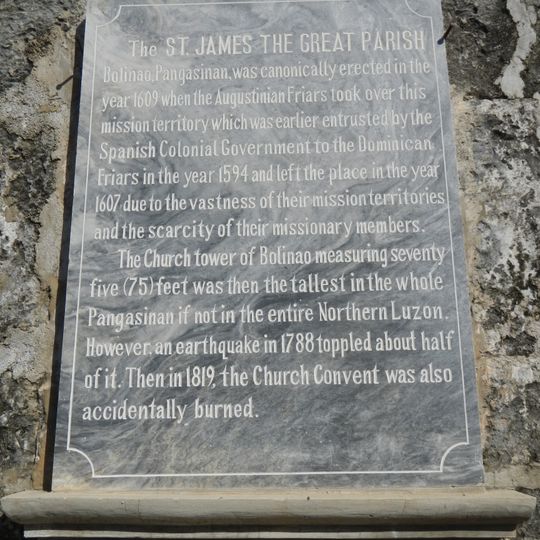 The ST. JAMES THE GREAT PARISH
Bolinao, Pangasinan, was canonically erected in the
year 1609 when the Augustinian Friars took over this
mission territory which was earlier entrusted by the
Spanish Colonial Government to the Dominican
Friars in the year 1594 and left the place in the year
1607 due to the vastness of their mission territories
and the scarcity of their missionary members.
The Church tower of Bolinao measuring seventy
five (75) feet was then the tallest in the whole
Pangasinan if not in the entire Northern Luzon.
However, an earthquake in 1788 toppled about half
of it. Then in 1819, the Church Convent was also
accidentally burned.